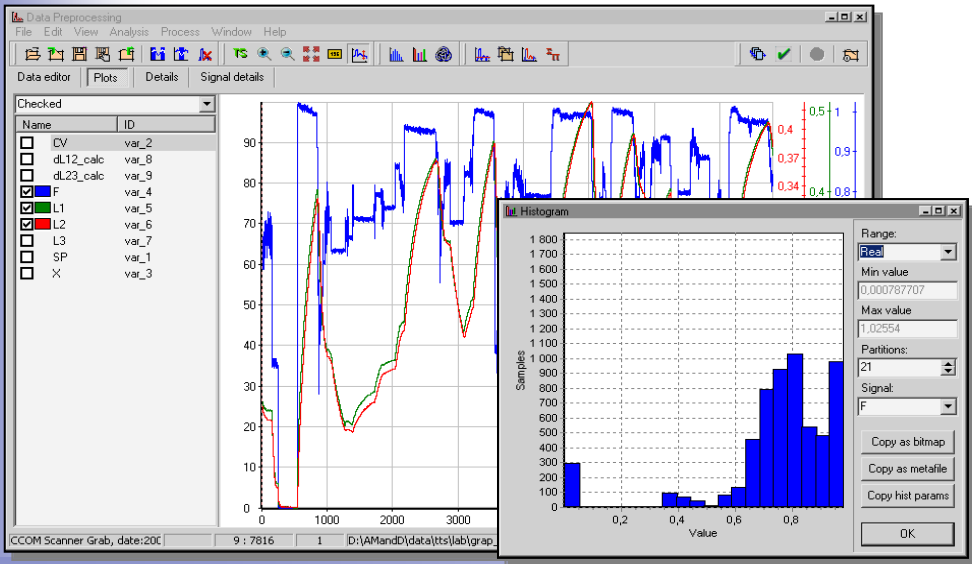 Data Preprocessing
File Edit View Analysis Process Window Help
TS
Data editor Plots Details Signal details
Checked
Name ID
CV var_2
dL12_calc var_8
dL23_calc var_9
F var_4
L1 var_5
L2 var_6
L3 var_7
SP var_1
X var_3
90
80
70
60
50
40
30
20
10
0
0 1000 2000 3000
0,4
0,37
0,34
0,5
0,4
1
0,9
0,8
CCOM Scanner Grab, date:200 9 : 7816 1 D:\AMandD\data\tts\lab\grap_
Histogram
1 800
1 700
1 600
1 500
1 400
1 300
1 200
1 100
1 000
900
800
700
600
500
400
300
200
100
0
Samples
0,2 0,4 0,6 0,8
Value
Range:
Real
Min value
0,000787707
Max value
1,02554
Partitions:
21
Signal:
F
Copy as bitmap
Copy as metafile
Copy hist params
OK